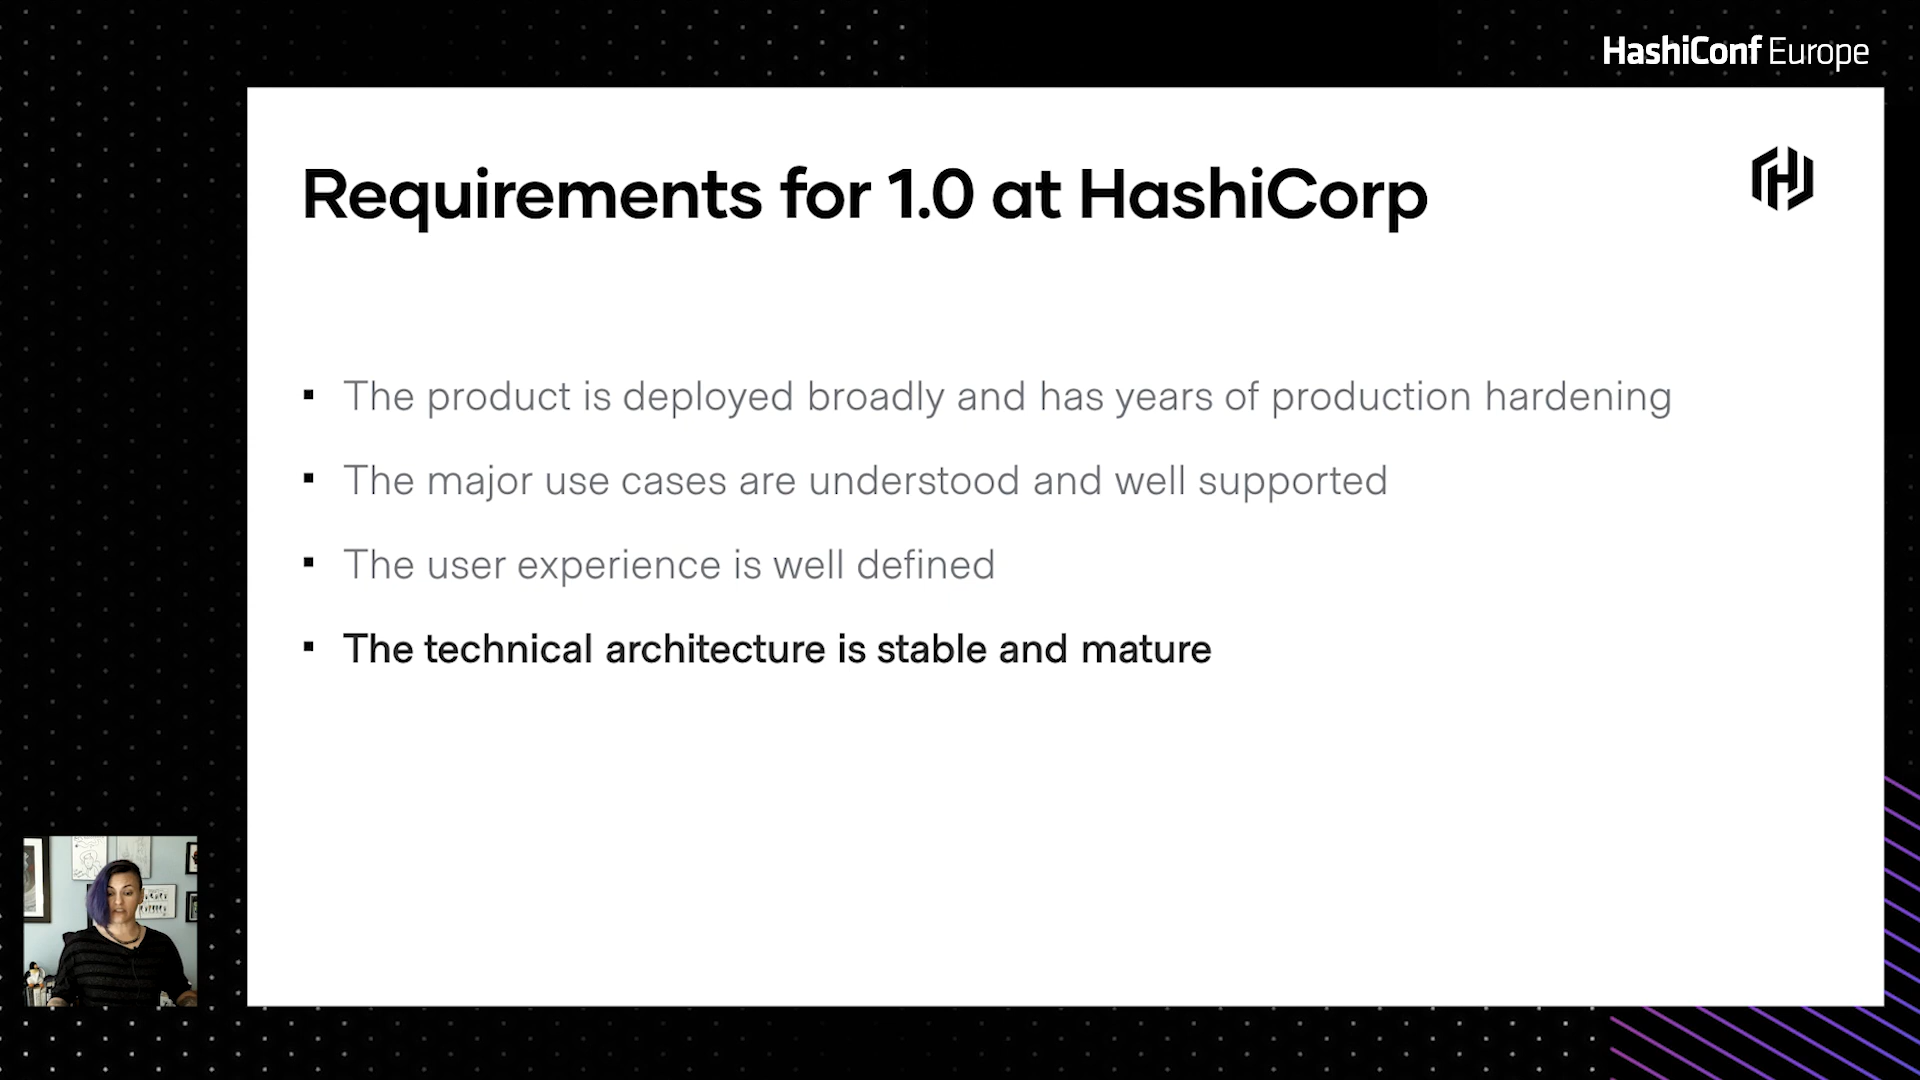 HashiConf Europe
Requirements for 1.0 at HashiCorp
▪ The product is deployed broadly and has years of production hardening
▪ The major use cases are understood and well supported
▪ The user experience is well defined
▪ The technical architecture is stable and mature